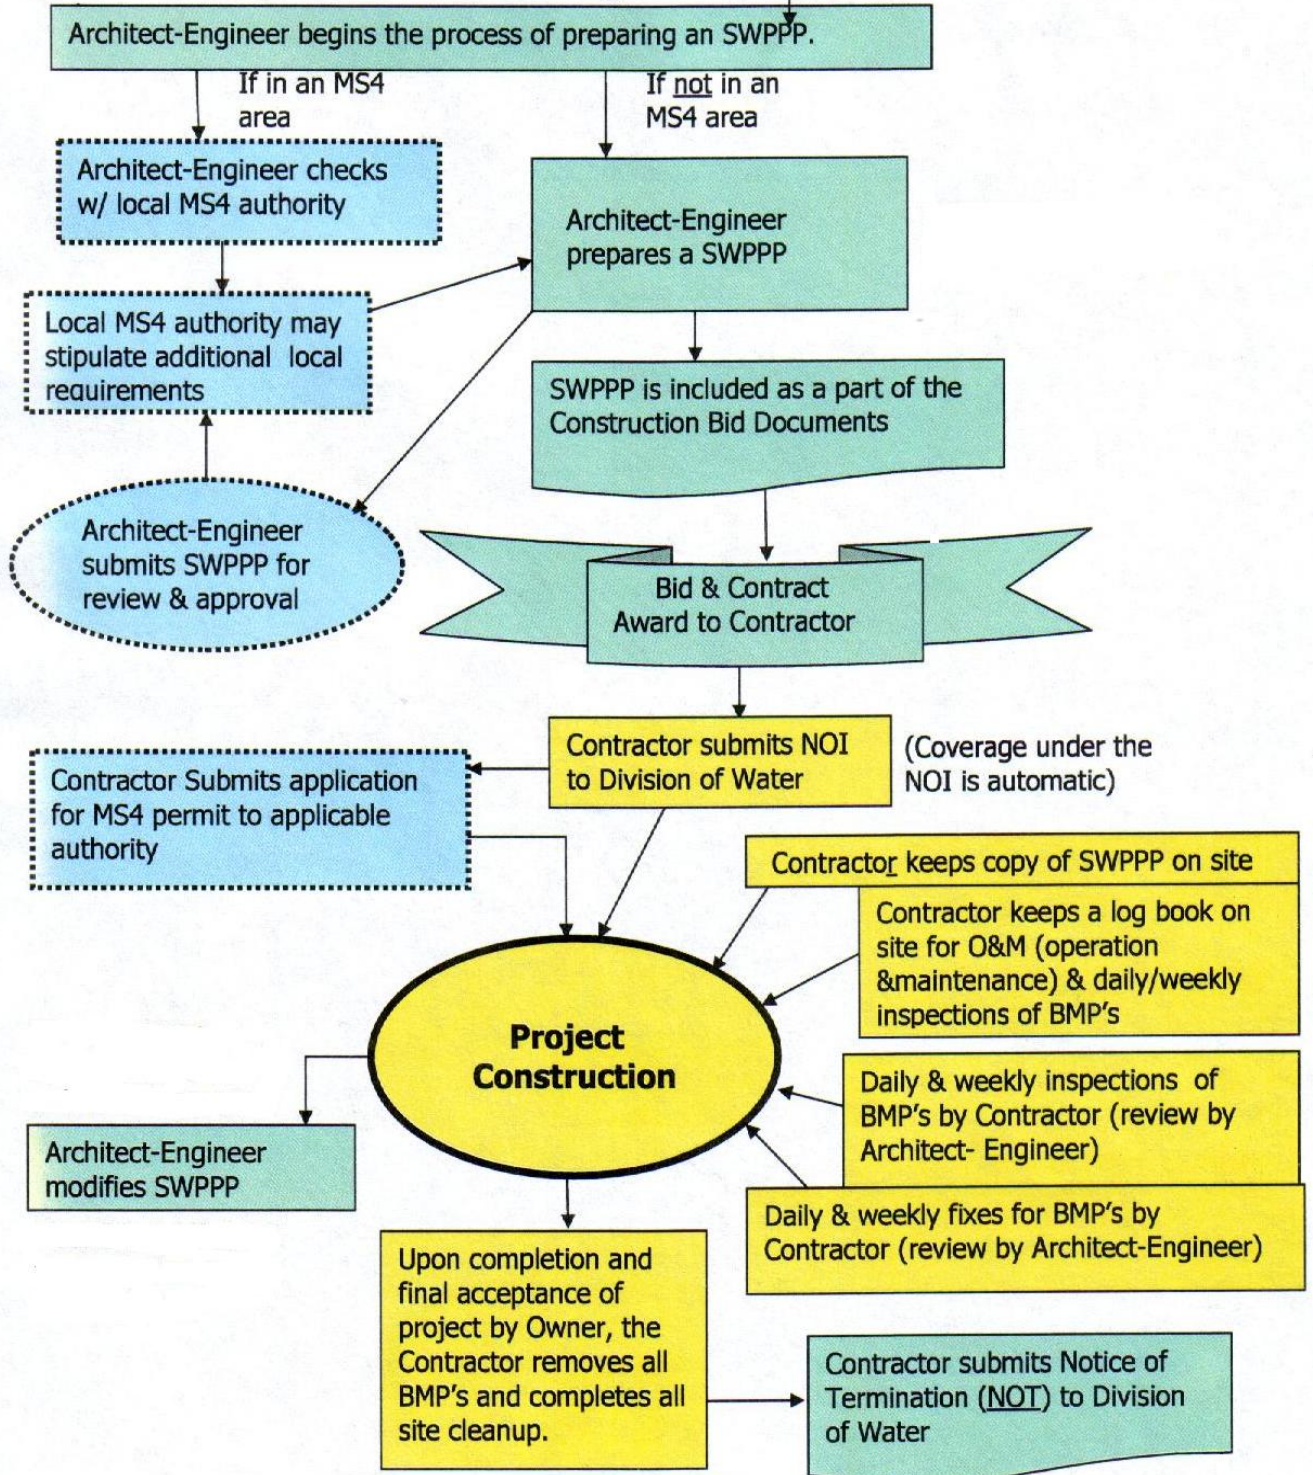 Architect-Engineer begins the process of preparing an SWPPP.
If in an MS4
area
If not in an
MS4 area
Architect-Engineer checks
w/ local MS4 authority
Architect-Engineer
prepares a SWPPP
Local MS4 authority may
stipulate additional local
requirements
SWPPP is included as a part of the
Construction Bid Documents
Architect-Engineer
submits SWPPP for
review & approval
Bid & Contract
Award to Contractor
Contractor submits NOI
to Division of Water
(Coverage under the
NOI is automatic)
Contractor Submits application
for MS4 permit to applicable
authority
Contractor keeps copy of SWPPP on site
Contractor keeps a log book on
site for O&M (operation
&maintenance) & daily/weekly
inspections of BMP's
Project
Construction
Daily & weekly inspections of
BMP's by Contractor (review by
Architect- Engineer)
Architect-Engineer
modifies SWPPP
Daily & weekly fixes for BMP's by
Contractor (review by Architect-Engineer)
Upon completion and
final acceptance of
project by Owner, the
Contractor removes all
BMP's and completes all
site cleanup.
Contractor submits Notice of
Termination (NOT) to Division
of Water